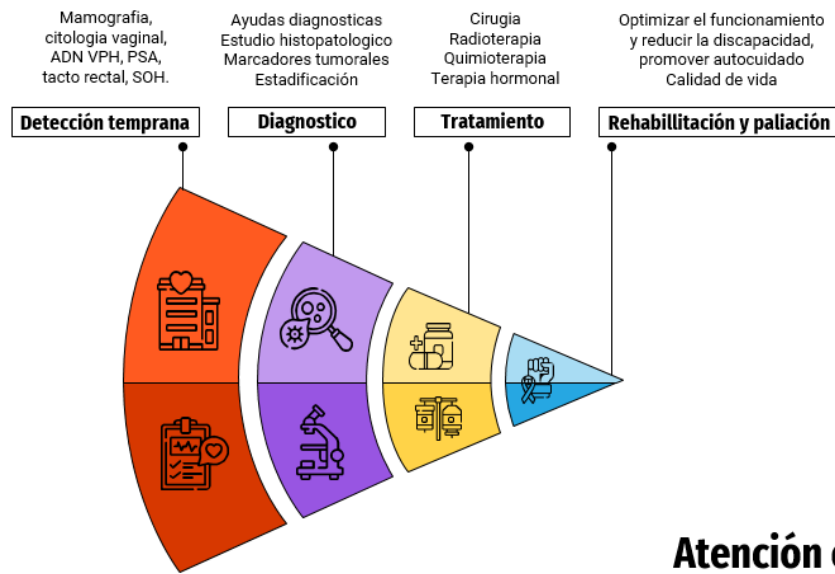 Mamografia,
citologia vaginal,
ADN VPH, PSA,
tacto rectal, SOH.
Detección temprana
Ayudas diagnosticas
Estudio histopatologico
Marcadores tumorales
Estadificación
Diagnostico
Cirugia
Radioterapia
Quimioterapia
Terapia hormonal
Tratamiento
Optimizar el funcionamiento
y reducir la discapacidad,
promover autocuidado
Calidad de vida
Rehabillitación y paliación
Atención